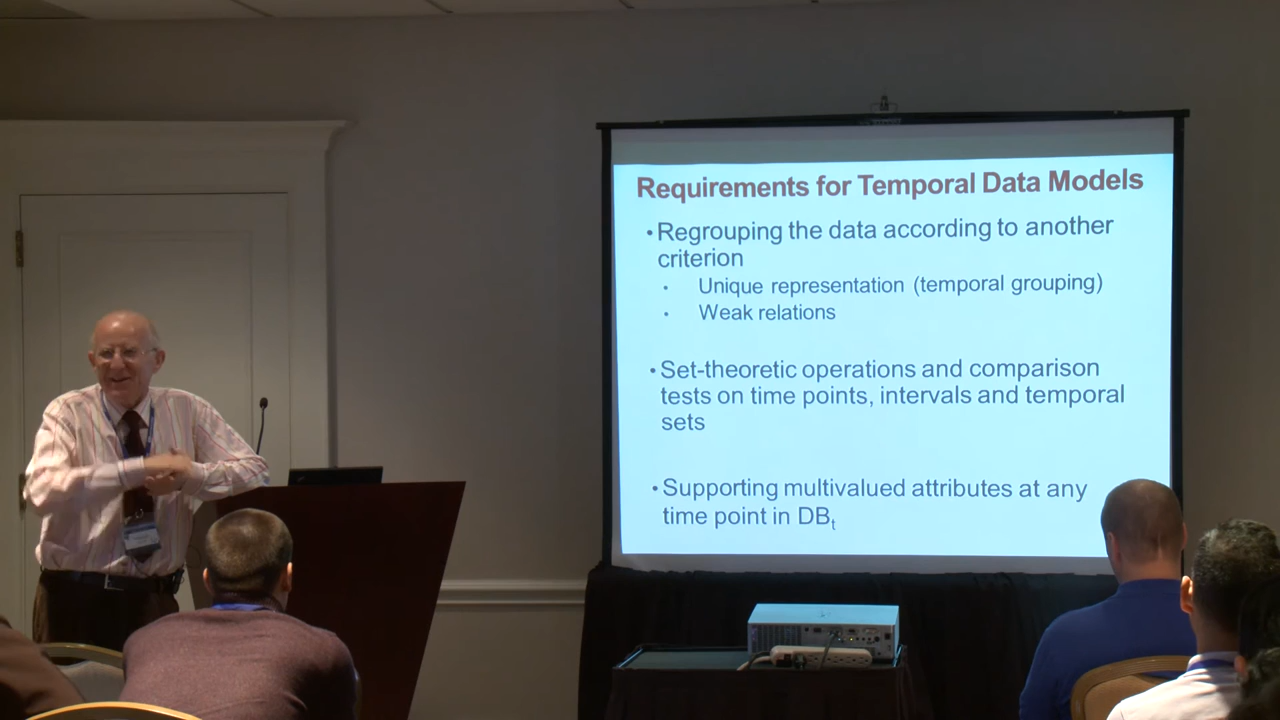 Requirements for Temporal Data Models
• Regrouping the data according to another
criterion
• Unique representation (temporal grouping)
• Weak relations
• Set-theoretic operations and comparison
tests on time points, intervals and temporal
sets
• Supporting multivalued attributes at any
time point in DBt